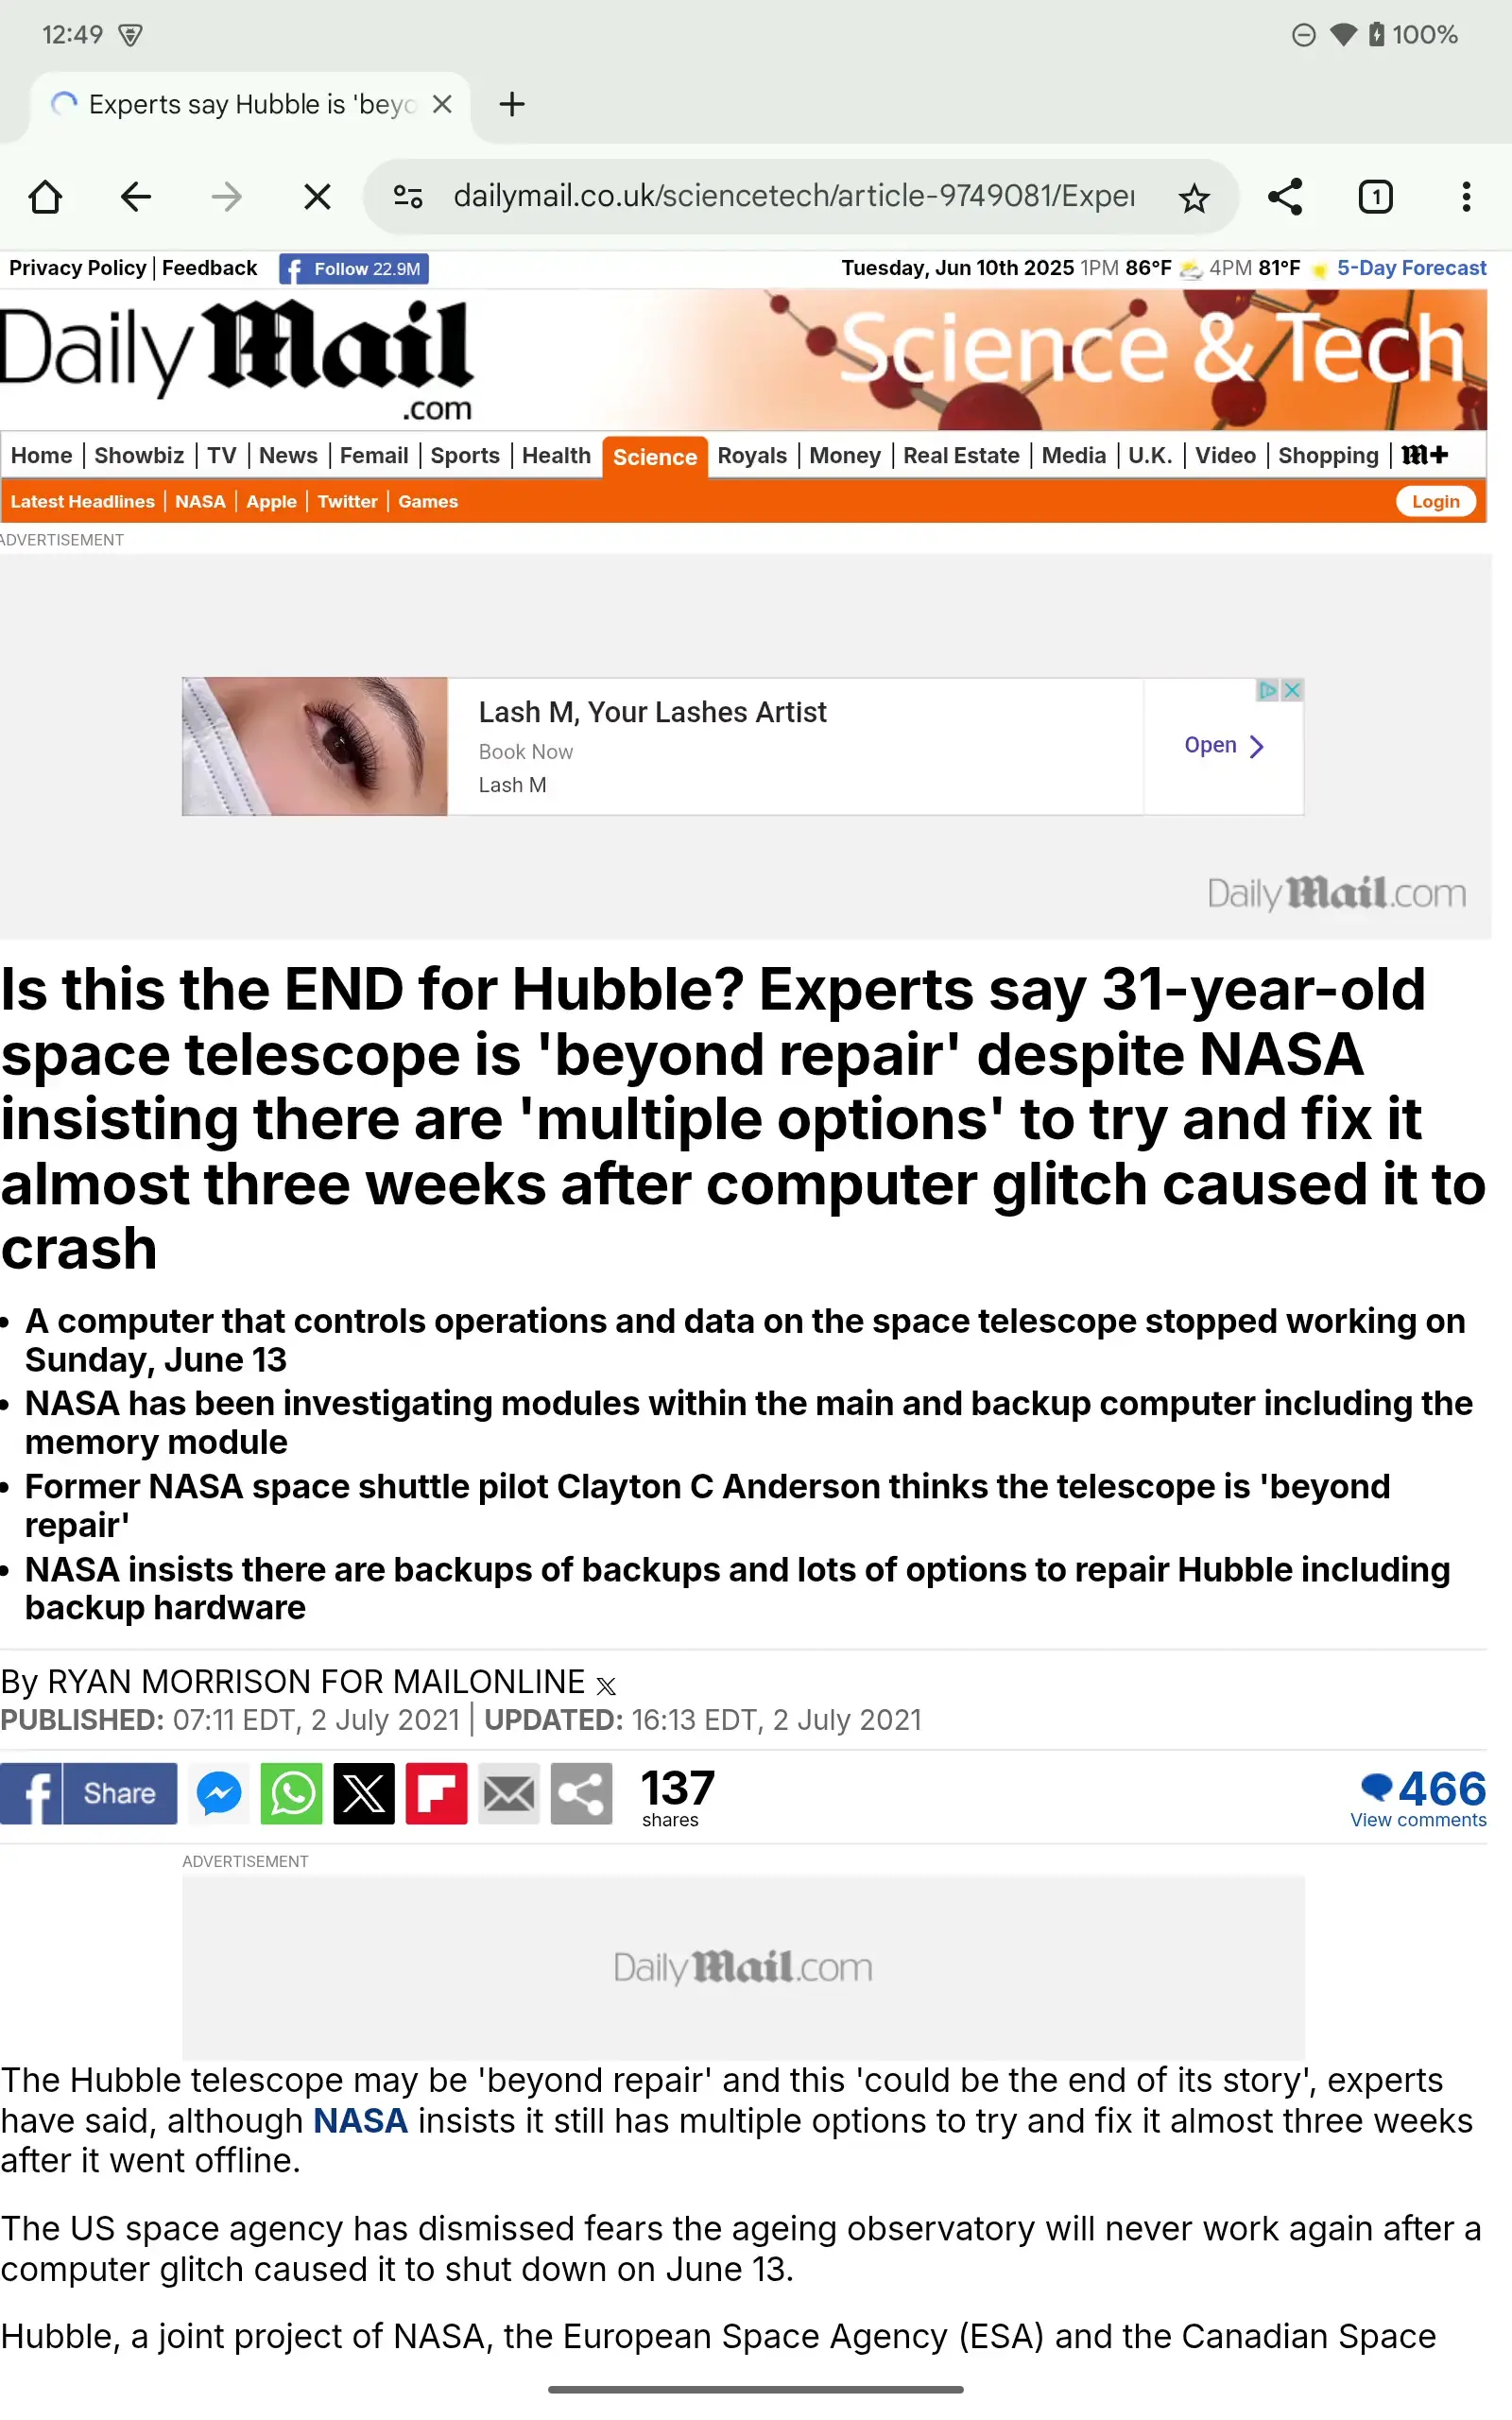 12:49
100%
Experts say Hubble is 'beyo
dailymail.co.uk/sciencetech/article-9749081/Exper
1
Privacy Policy | Feedback
Follow 22.9M
Tuesday, Jun 10th 2025 1PM 86°F 4PM 81°F 5-Day Forecast
Daily Mail
.com
Science & Tech
Home | Showbiz | TV | News | Femail | Sports | Health Science Royals | Money | Real Estate | Media | U.K. | Video | Shopping | m+
Latest Headlines | NASA | Apple | Twitter | Games
Login
ADVERTISEMENT
Lash M, Your Lashes Artist
Book Now
Lash M
Open
Daily Mail.com
Is this the END for Hubble? Experts say 31-year-old
space telescope is 'beyond repair' despite NASA
insisting there are 'multiple options' to try and fix it
almost three weeks after computer glitch caused it to
crash
• A computer that controls operations and data on the space telescope stopped working on
Sunday, June 13
• NASA has been investigating modules within the main and backup computer including the
memory module
• Former NASA space shuttle pilot Clayton C Anderson thinks the telescope is 'beyond
repair'
• NASA insists there are backups of backups and lots of options to repair Hubble including
backup hardware
By RYAN MORRISON FOR MAILONLINE
PUBLISHED: 07:11 EDT, 2 July 2021 | UPDATED: 16:13 EDT, 2 July 2021
Share
137
shares
466
View comments
ADVERTISEMENT
Daily Mail.com
The Hubble telescope may be 'beyond repair' and this 'could be the end of its story', experts
have said, although NASA insists it still has multiple options to try and fix it almost three weeks
after it went offline.
The US space agency has dismissed fears the ageing observatory will never work again after a
computer glitch caused it to shut down on June 13.
Hubble, a joint project of NASA, the European Space Agency (ESA) and the Canadian Space